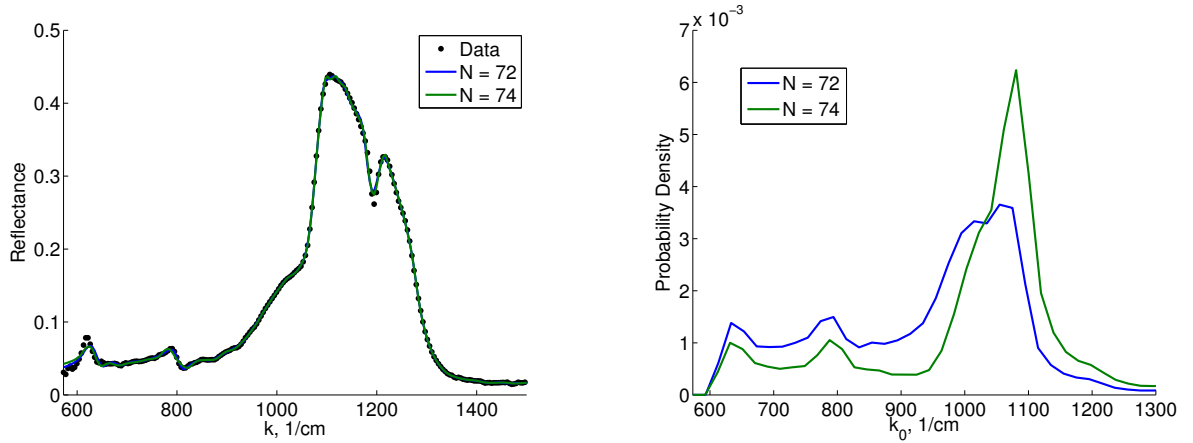 0.5
0.4
0.3
0.2
0.1
0
Reflectance
Data
N = 72
N = 74
600 800 1000 1200 1400
k, 1/cm
x 10⁻³
7
6
5
4
3
2
1
0
Probability Density
N = 72
N = 74
600 700 800 900 1000 1100 1200 1300
k₀, 1/cm